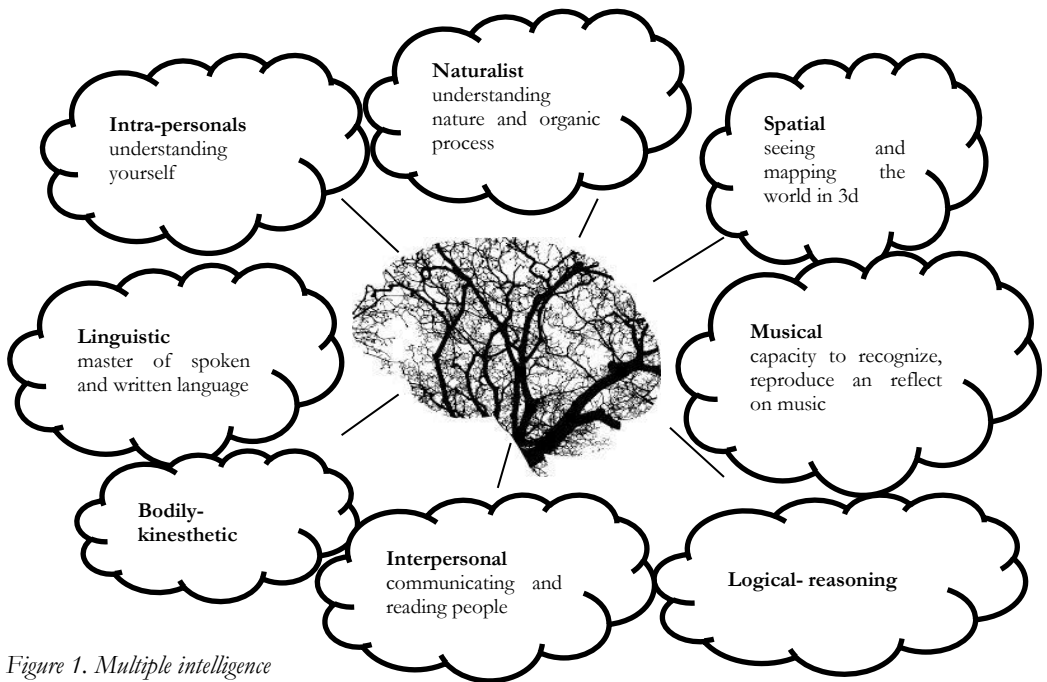 Intra-personals
understanding
yourself
Naturalist
understanding
nature and organic
process
Spatial
seeing and
mapping the
world in 3d
Linguistic
master of spoken
and written language
Musical
capacity to recognize,
reproduce an reflect
on music
Bodily-
kinesthetic
Interpersonal
communicating and
reading people
Logical- reasoning
Figure 1. Multiple intelligence